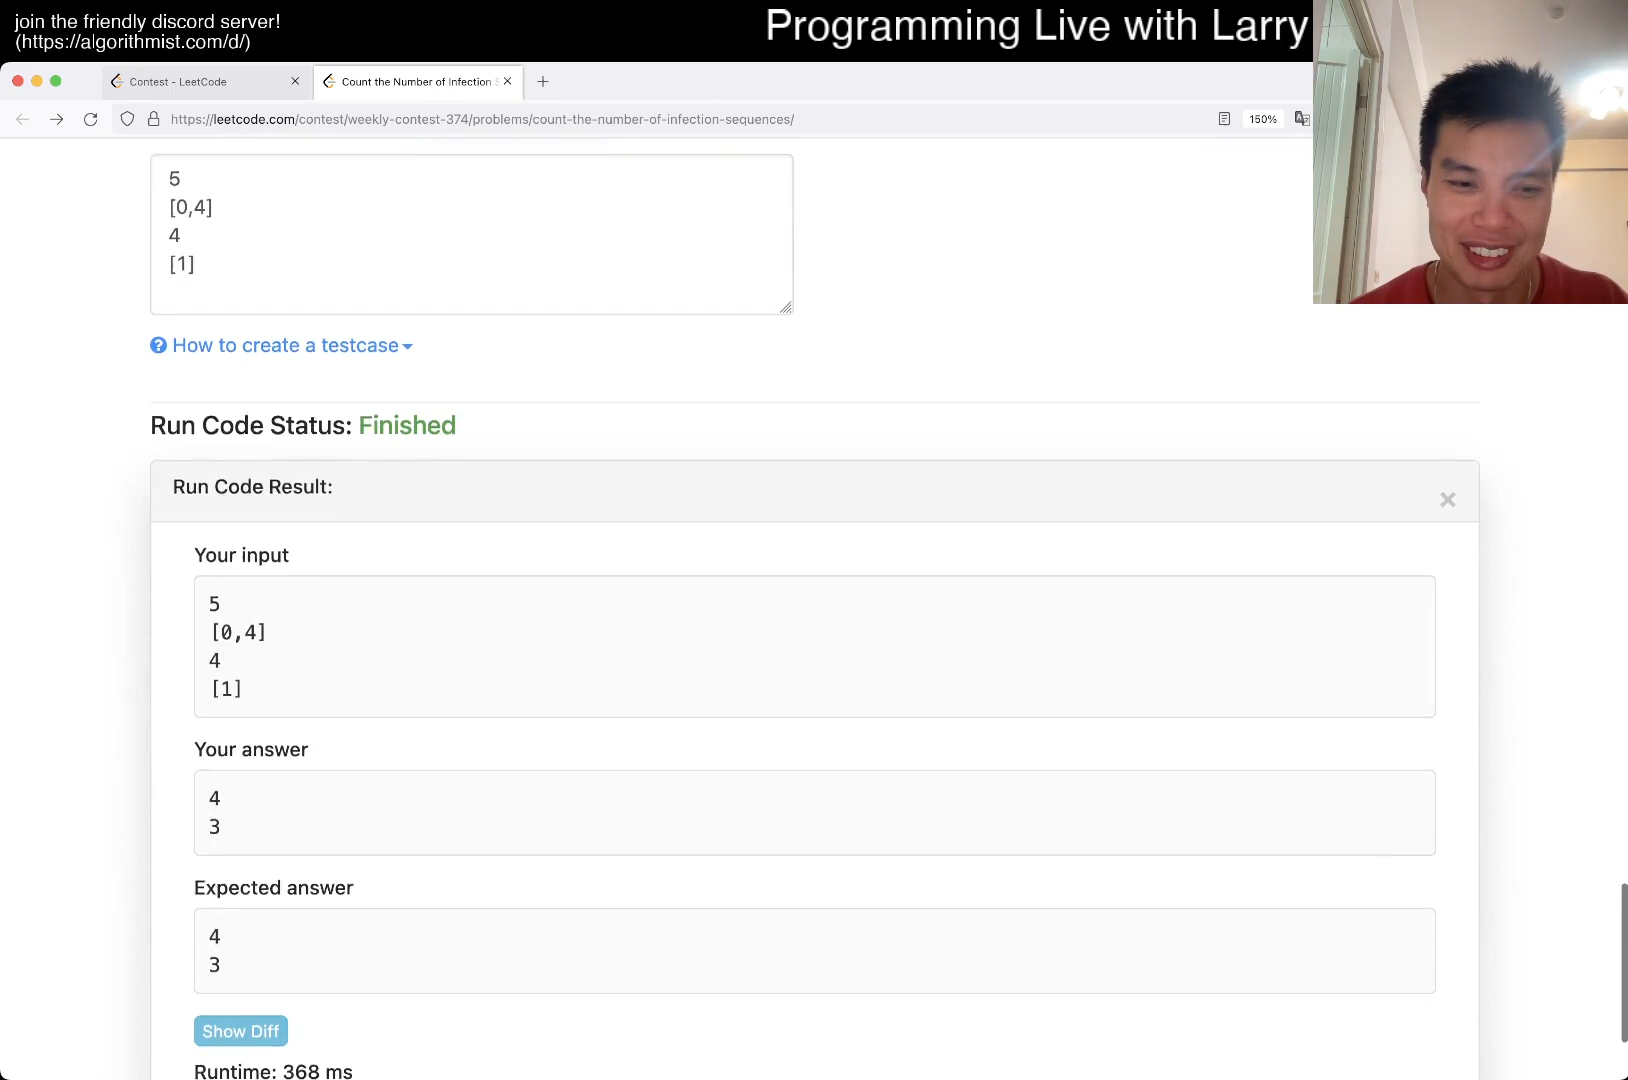 join the friendly discord server!
(https://algorithmist.com/d/)
Programming Live with Larry
Contest - LeetCode
Count the Number of Infection S
https://leetcode.com/contest/weekly-contest-374/problems/count-the-number-of-infection-sequences/
150%
5
[0,4]
4
[1]
How to create a testcase
Run Code Status: Finished
Run Code Result:
Your input
5
[0,4]
4
[1]
Your answer
4
3
Expected answer
4
3
Show Diff
Runtime: 368 ms